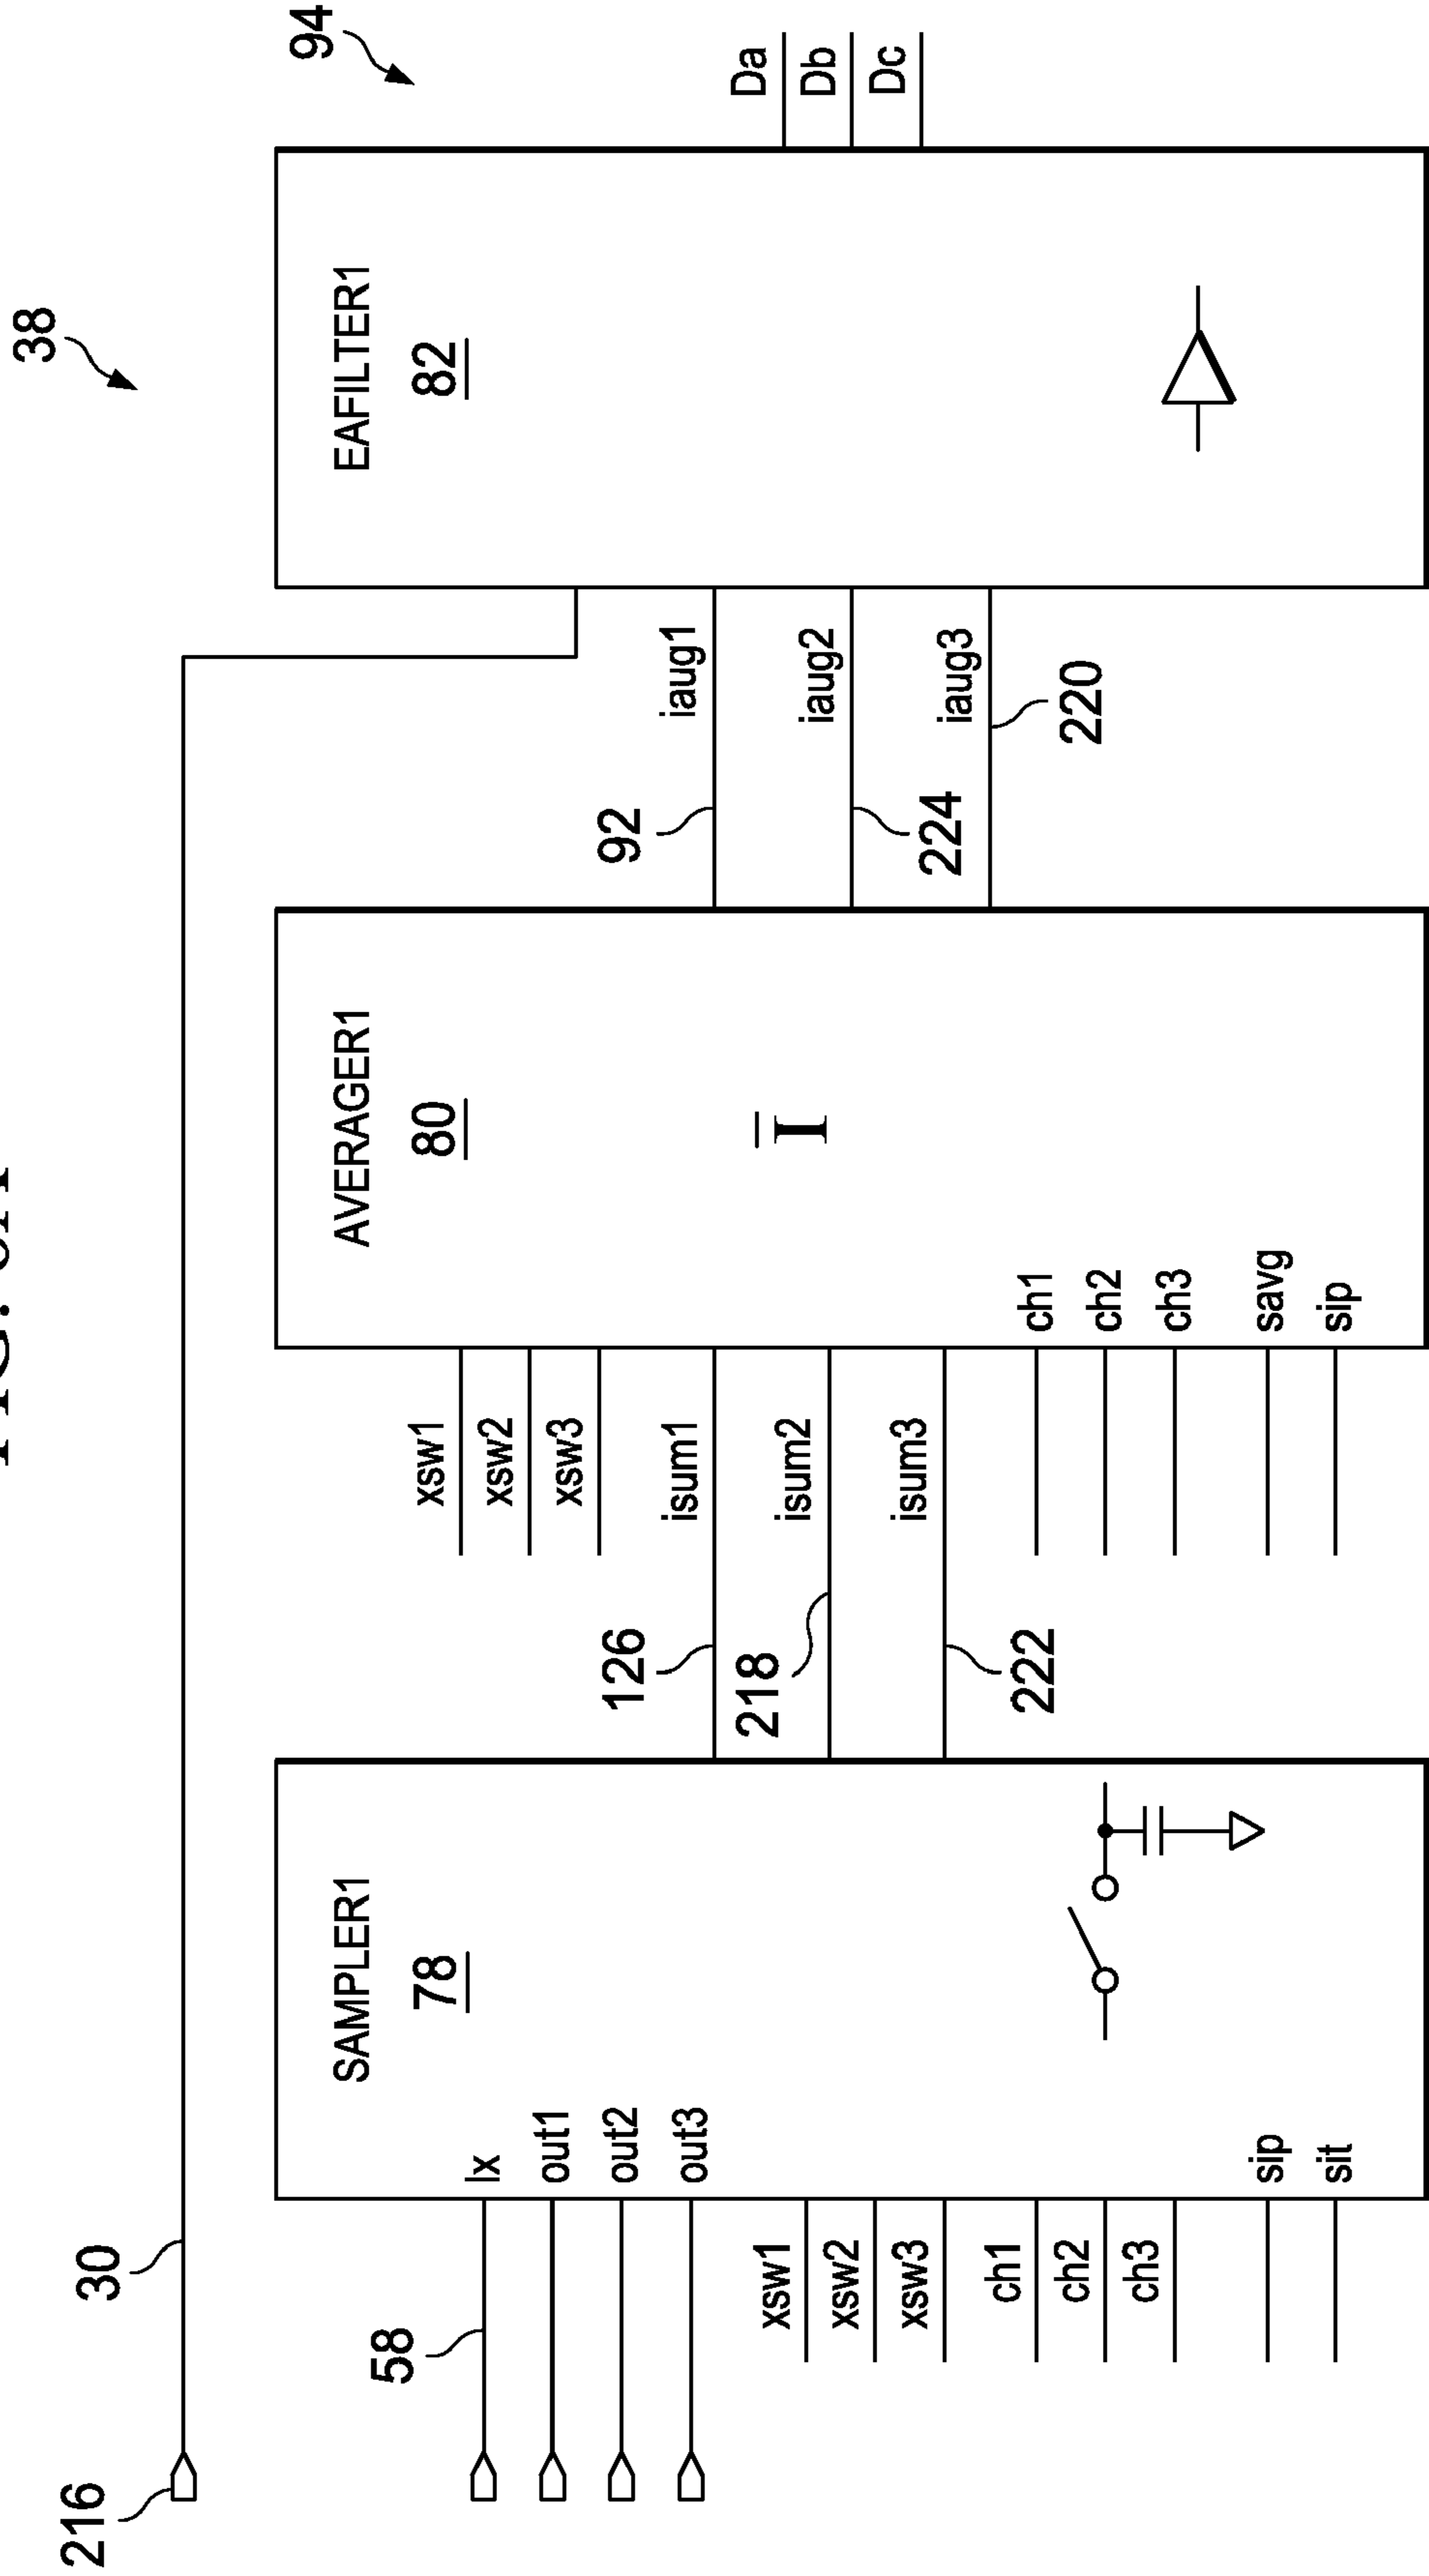 38
94
216
30
SAMPLER1
78
58
lx
out1
out2
out3
xsw1
xsw2
xsw3
ch1
ch2
ch3
sip
sit
126
isum1
218
isum2
222
isum3
AVERAGER1
80
I
xsw1
xsw2
xsw3
ch1
ch2
ch3
savg
sip
92
iaug1
224
iaug2
220
iaug3
EAFILTER1
82
Da
Db
Dc